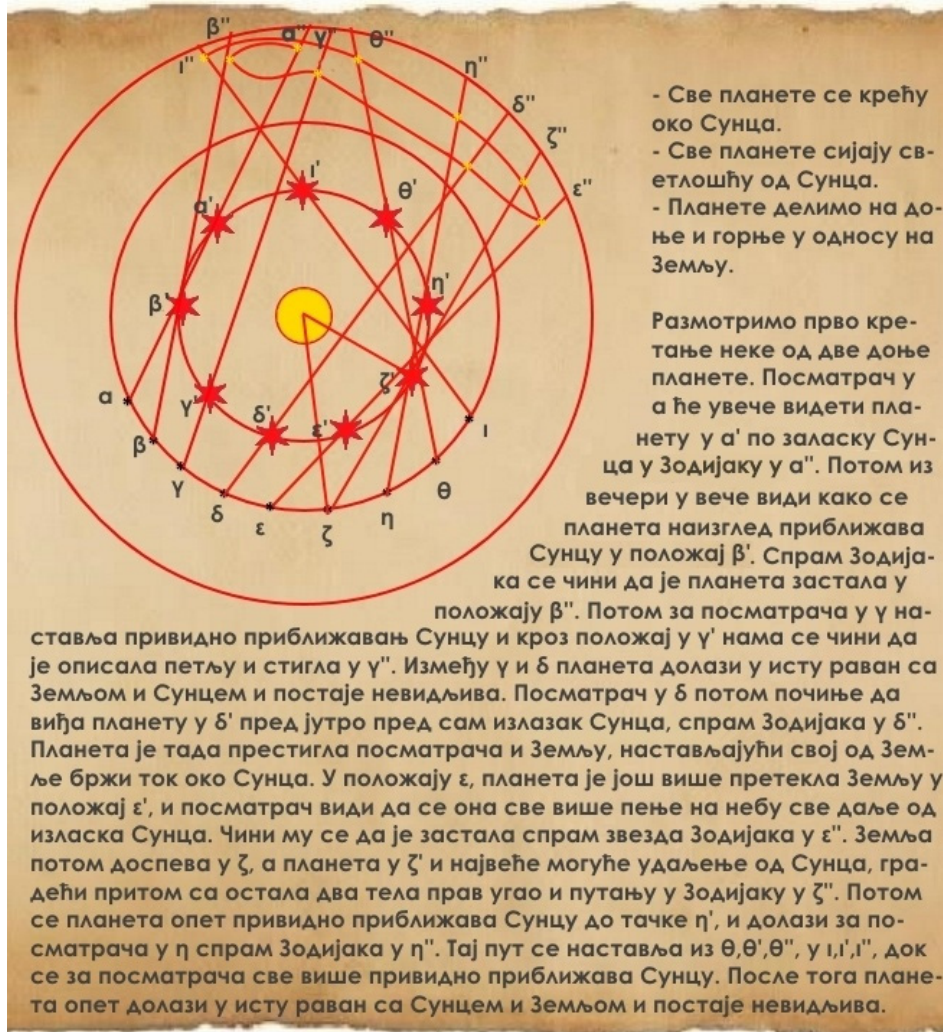 β'' α'' γ'' θ''
ι'' η''
δ''
ζ''
ε''
ι'
α' θ'
β' η'
ζ'
γ'
δ' ε'
α
β
γ
δ
ε
ζ
η
θ
ι
- Све планете се крећу
око Сунца.
- Све планете сијају св-
етлошћу од Сунца.
- Планете делимо на до-
ње и горње у односу на
Земљу.
Размотримо прво кре-
тање неке од две доње
планете. Посматрач у
α ће увече видети пла-
нету у α' по заласку Сун-
ца у Зодијаку у α''. Потом из
вечери у вече види како се
планета наизглед приближава
Сунцу у положај β'. Спрам Зодија-
ка се чини да је планета застала у
положају β''. Потом за посматрача у γ на-
ставља привидно приближавањ Сунцу и кроз положај у γ' нама се чини да
је описала петљу и стигла у γ''. Између γ и δ планета долази у исту раван са
Земљом и Сунцем и постаје невидљива. Посматрач у δ потом почиње да
виђа планету у δ' пред јутро пред сам излазак Сунца, спрам Зодијака у δ''.
Планета је тада престигла посматрача и Земљу, настављајући свој од Зем-
ље бржи ток око Сунца. У положају ε, планета је још више претекла Земљу у
положај ε', и посматрач види да се она све више пење на небу све даље од
изласка Сунца. Чини му се да је застала спрам звезда Зодијака у ε''. Земља
потом доспева у ζ, а планета у ζ' и највеће могуће удаљење од Сунца, гра-
дећи притом са остала два тела прав угао и путању у Зодијаку у ζ''. Потом
се планета опет привидно приближава Сунцу до тачке η', и долази за по-
сматрача у η спрам Зодијака у η''. Тај пут се наставља из θ,θ',θ'', у ι,ι',ι'', док
се за посматрача све више привидно приближава Сунцу. После тога плане-
та опет долази у исту раван са Сунцем и Земљом и постаје невидљива.